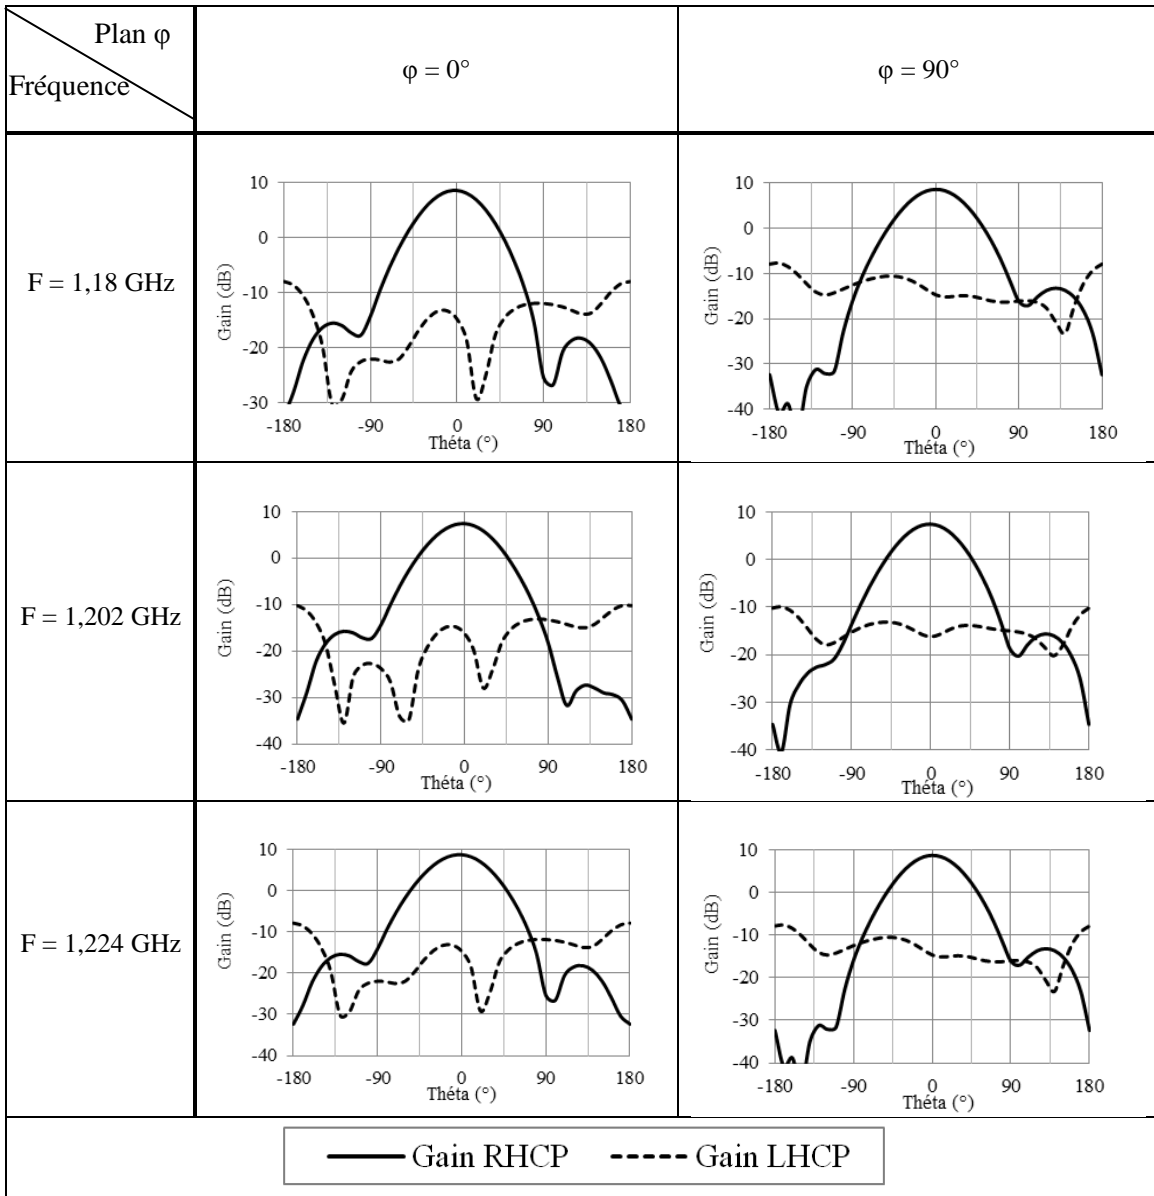 Plan φ
Fréquence
φ = 0°
φ = 90°
F = 1,18 GHz
10
0
-10
-20
-30
Gain (dB)
-180 -90 0 90 180
Théta (°)
10
0
-10
-20
-30
-40
Gain (dB)
-180 -90 0 90 180
Théta (°)
F = 1,202 GHz
10
0
-10
-20
-30
-40
Gain (dB)
-180 -90 0 90 180
Théta (°)
10
0
-10
-20
-30
-40
Gain (dB)
-180 -90 0 90 180
Théta (°)
F = 1,224 GHz
10
0
-10
-20
-30
-40
Gain (dB)
-180 -90 0 90 180
Théta (°)
10
0
-10
-20
-30
-40
Gain (dB)
-180 -90 0 90 180
Théta (°)
Gain RHCP Gain LHCP